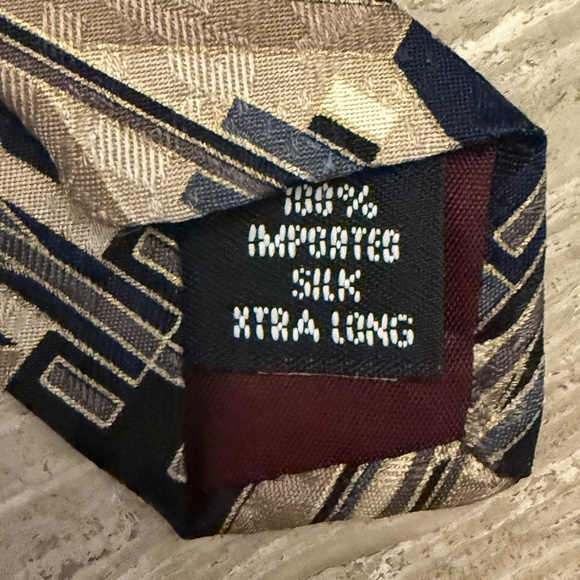 100%
IMPORTED
SILK
XTRA LONG